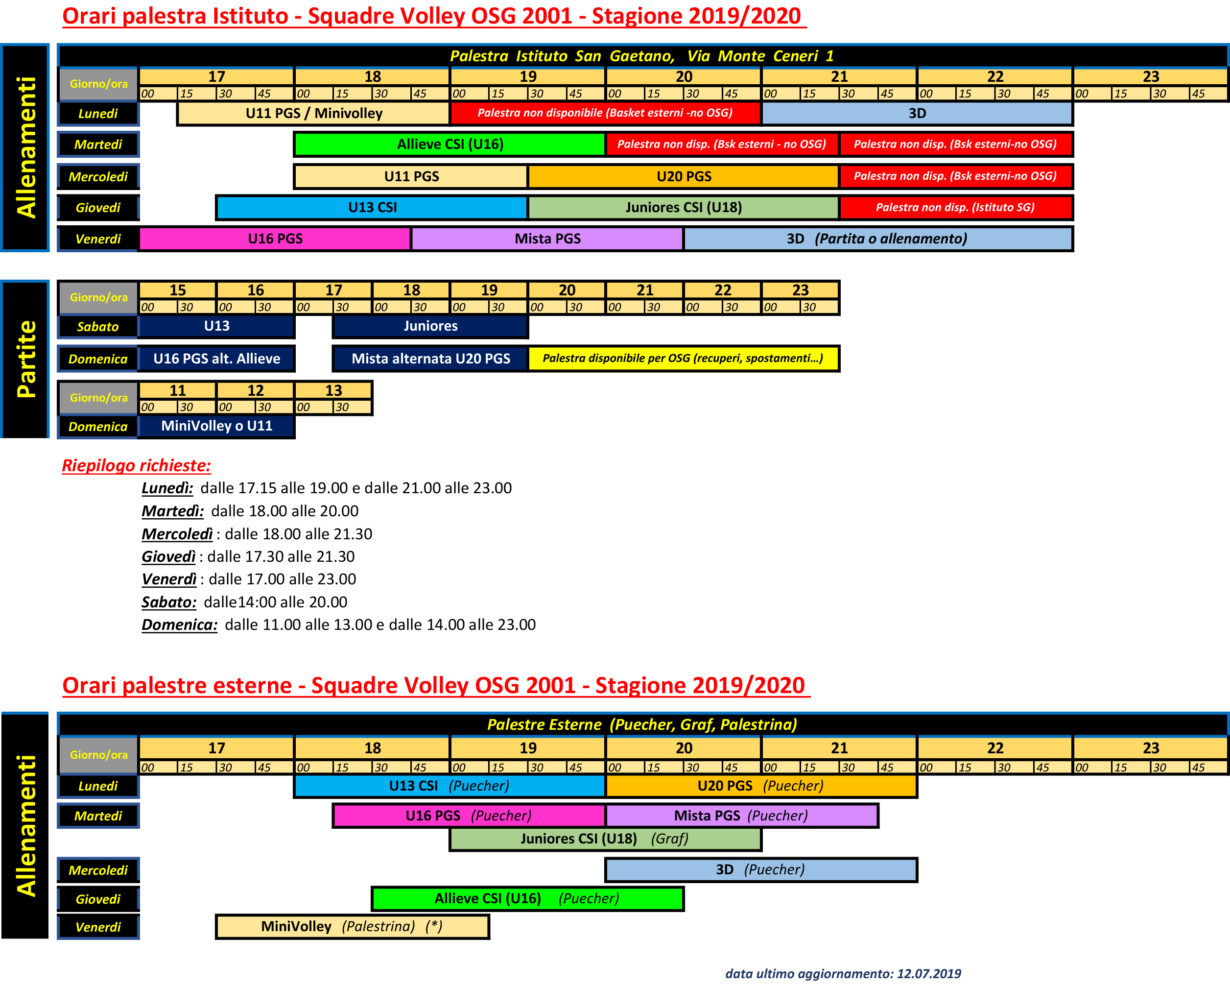 Orari palestra Istituto - Squadre Volley OSG 2001 - Stagione 2019/2020
Allenamenti
Palestra Istituto San Gaetano, Via Monte Ceneri 1
Giorno/ora 17 18 19 20 21 22 23
00 15 30 45 00 15 30 45 00 15 30 45 00 15 30 45 00 15 30 45 00 15 30 45 00 15 30 45
Lunedi U11 PGS / Minivolley Palestra non disponibile (Basket esterni -no OSG) 3D
Martedi Allieve CSI (U16) Palestra non disp. (Bsk esterni - no OSG) Palestra non disp. (Bsk esterni-no OSG)
Mercoledi U11 PGS U20 PGS Palestra non disp. (Bsk esterni-no OSG)
Giovedi U13 CSI Juniores CSI (U18) Palestra non disp. (Istituto SG)
Venerdi U16 PGS Mista PGS 3D (Partita o allenamento)
Partite
Giorno/ora 15 16 17 18 19 20 21 22 23
00 30 00 30 00 30 00 30 00 30 00 30 00 30 00 30 00 30
Sabato U13 Juniores
Domenica U16 PGS alt. Allieve Mista alternata U20 PGS Palestra disponibile per OSG (recuperi, spostamenti...)
Giorno/ora 11 12 13
00 30 00 30 00 30
Domenica MiniVolley o U11
Riepilogo richieste:
Lunedì: dalle 17.15 alle 19.00 e dalle 21.00 alle 23.00
Martedì: dalle 18.00 alle 20.00
Mercoledì : dalle 18.00 alle 21.30
Giovedì : dalle 17.30 alle 21.30
Venerdì : dalle 17.00 alle 23.00
Sabato: dalle14:00 alle 20.00
Domenica: dalle 11.00 alle 13.00 e dalle 14.00 alle 23.00
Orari palestre esterne - Squadre Volley OSG 2001 - Stagione 2019/2020
Allenamenti
Palestre Esterne (Puecher, Graf, Palestrina)
Giorno/ora 17 18 19 20 21 22 23
00 15 30 45 00 15 30 45 00 15 30 45 00 15 30 45 00 15 30 45 00 15 30 45 00 15 30 45
Lunedi U13 CSI (Puecher) U20 PGS (Puecher)
Martedi U16 PGS (Puecher) Mista PGS (Puecher)
Juniores CSI (U18) (Graf)
Mercoledi 3D (Puecher)
Giovedi Allieve CSI (U16) (Puecher)
Venerdi MiniVolley (Palestrina) (*)
data ultimo aggiornamento: 12.07.2019